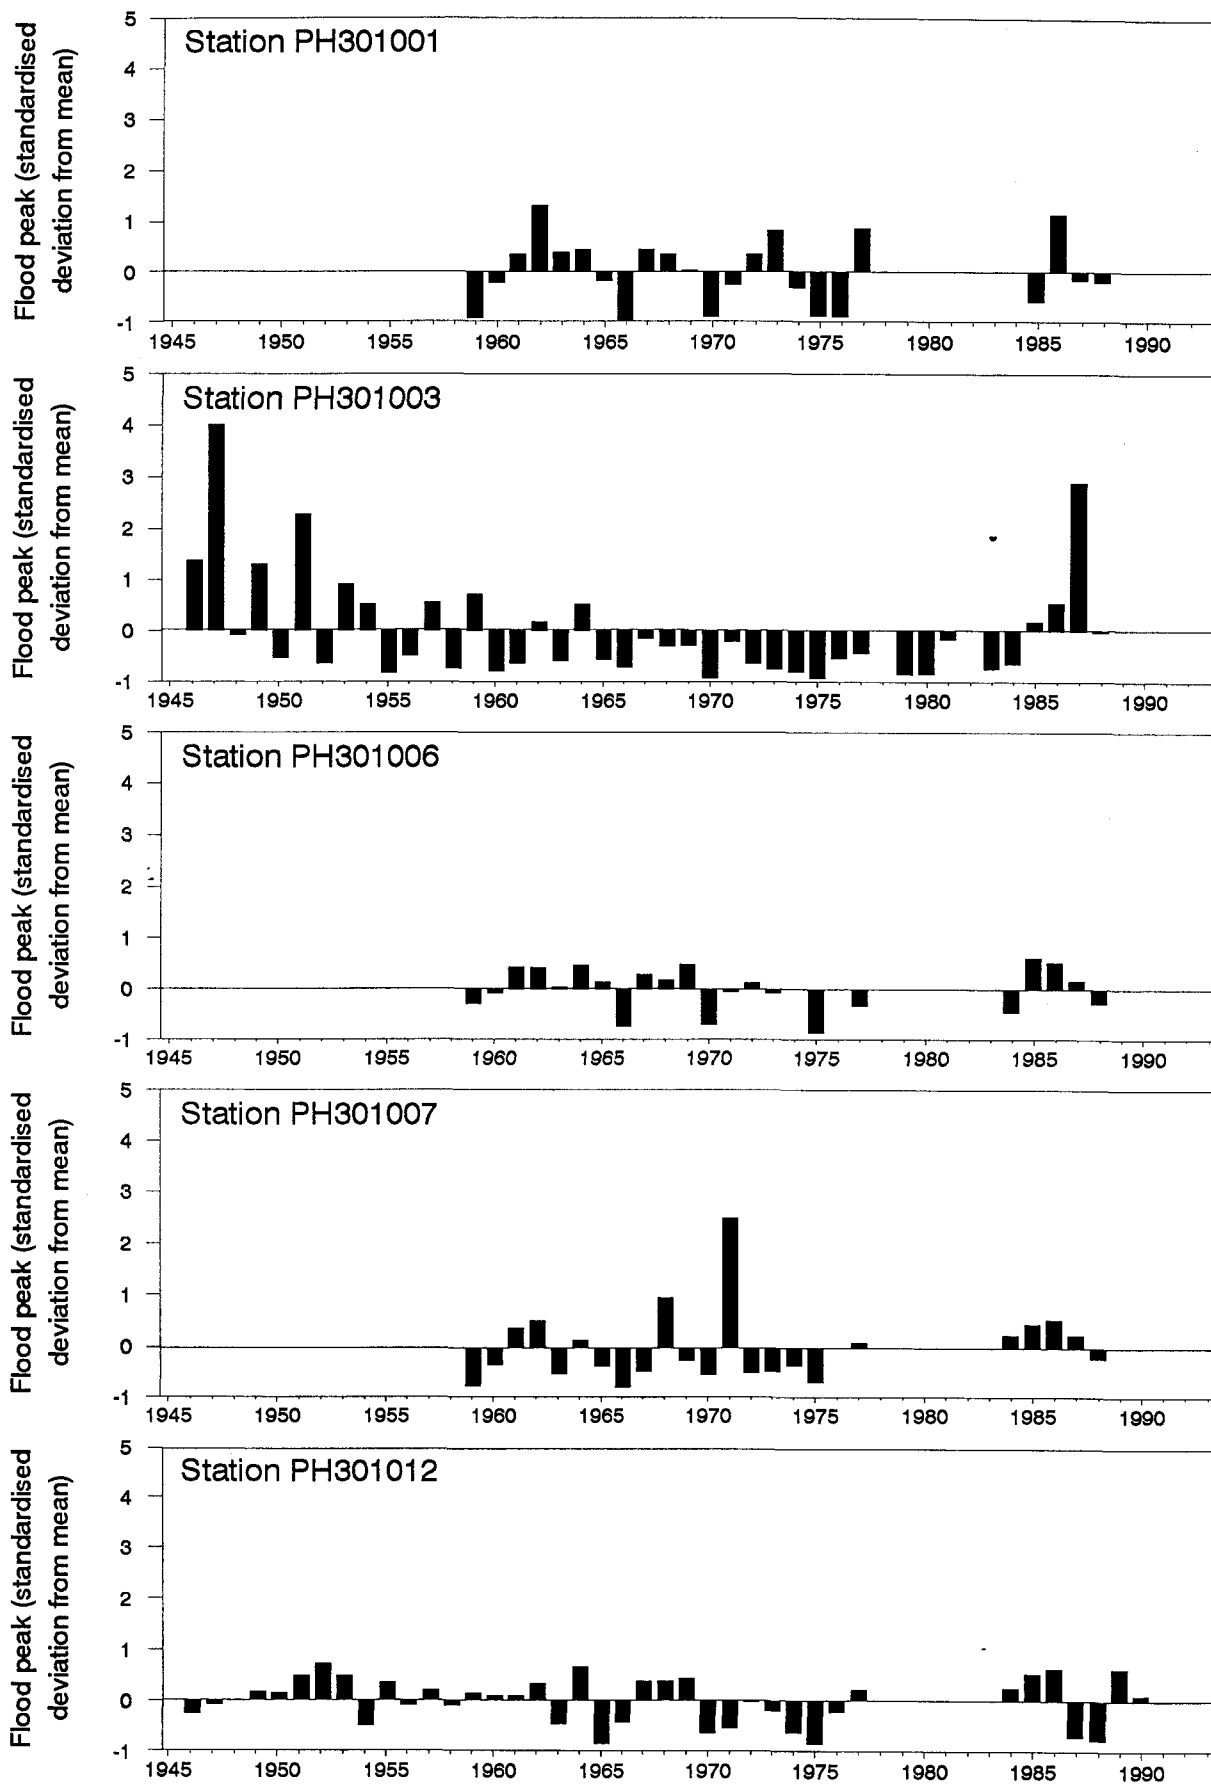 Station PH301001
Flood peak (standardised
deviation from mean)
5
4
3
2
1
0
-1
1945 1950 1955 1960 1965 1970 1975 1980 1985 1990
Station PH301003
Flood peak (standardised
deviation from mean)
5
4
3
2
1
0
-1
1945 1950 1955 1960 1965 1970 1975 1980 1985 1990
Station PH301006
Flood peak (standardised
deviation from mean)
5
4
3
2
1
0
-1
1945 1950 1955 1960 1965 1970 1975 1980 1985 1990
Station PH301007
Flood peak (standardised
deviation from mean)
5
4
3
2
1
0
-1
1945 1950 1955 1960 1965 1970 1975 1980 1985 1990
Station PH301012
Flood peak (standardised
deviation from mean)
5
4
3
2
1
0
-1
1945 1950 1955 1960 1965 1970 1975 1980 1985 1990